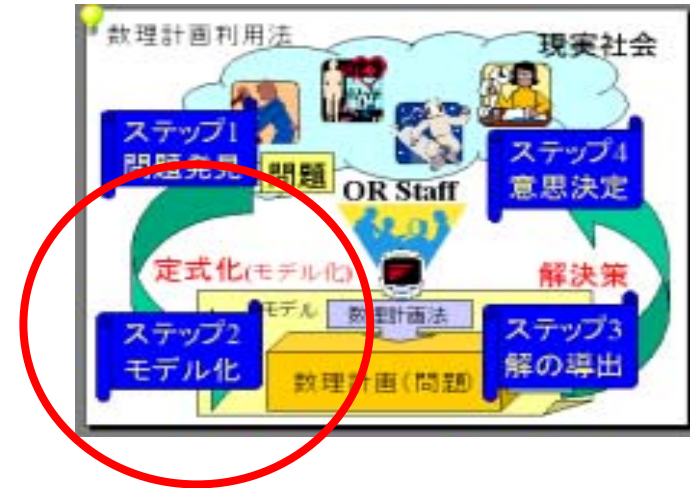 数理計画利用法
現実社会
ステップ1
問題発見
問題
OR Staff
ステップ4
意思決定
定式化(モデル化)
解決策
モデル
数理計画法
ステップ2
モデル化
ステップ3
解の導出
数理計画(問題)